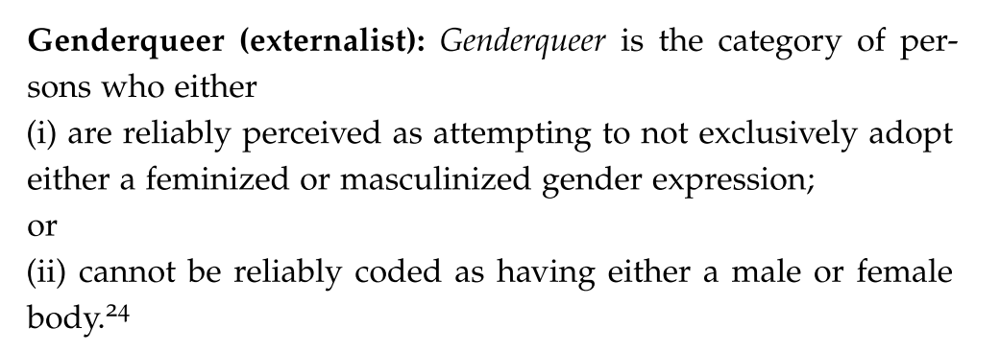 Genderqueer (externalist): Genderqueer is the category of per-
sons who either
(i) are reliably perceived as attempting to not exclusively adopt
either a feminized or masculinized gender expression;
or
(ii) cannot be reliably coded as having either a male or female
body.24